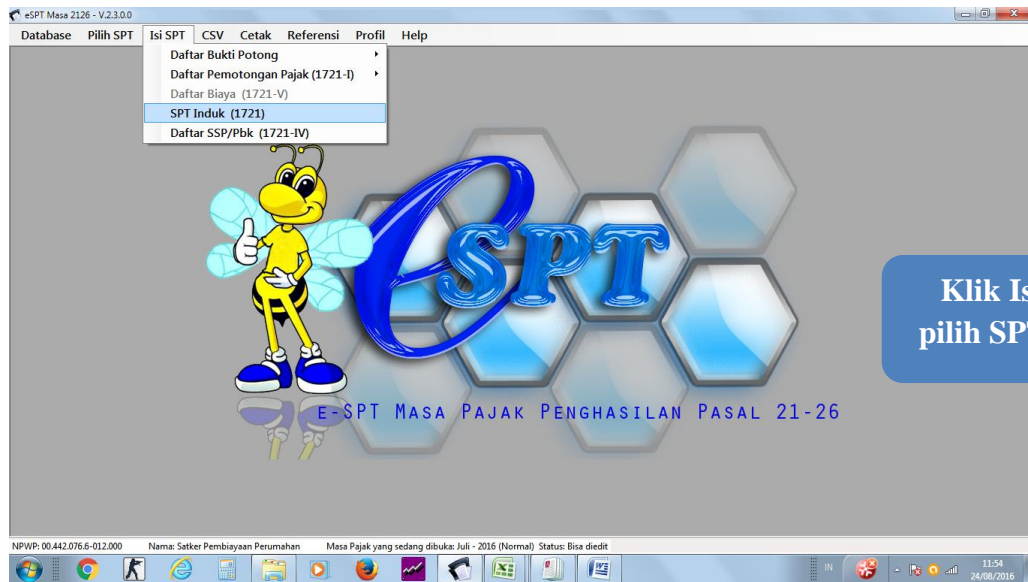 eSPT Masa 2126 - V.2.3.0.0
Database Pilih SPT Isi SPT CSV Cetak Referensi Profil Help
Daftar Bukti Potong
Daftar Pemotongan Pajak (1721-I)
Daftar Biaya (1721-V)
SPT Induk (1721)
Daftar SSP/Pbk (1721-IV)
eSPT
Klik Is
pilih SP
e-SPT Masa Pajak Penghasilan Pasal 21-26
NPWP: 00.442.076.6-012.000 Nama: Satker Pembiayaan Perumahan Masa Pajak yang sedang dibuka: Juli - 2016 (Normal) Status: Bisa diedit
IN 11:54
24/08/2016